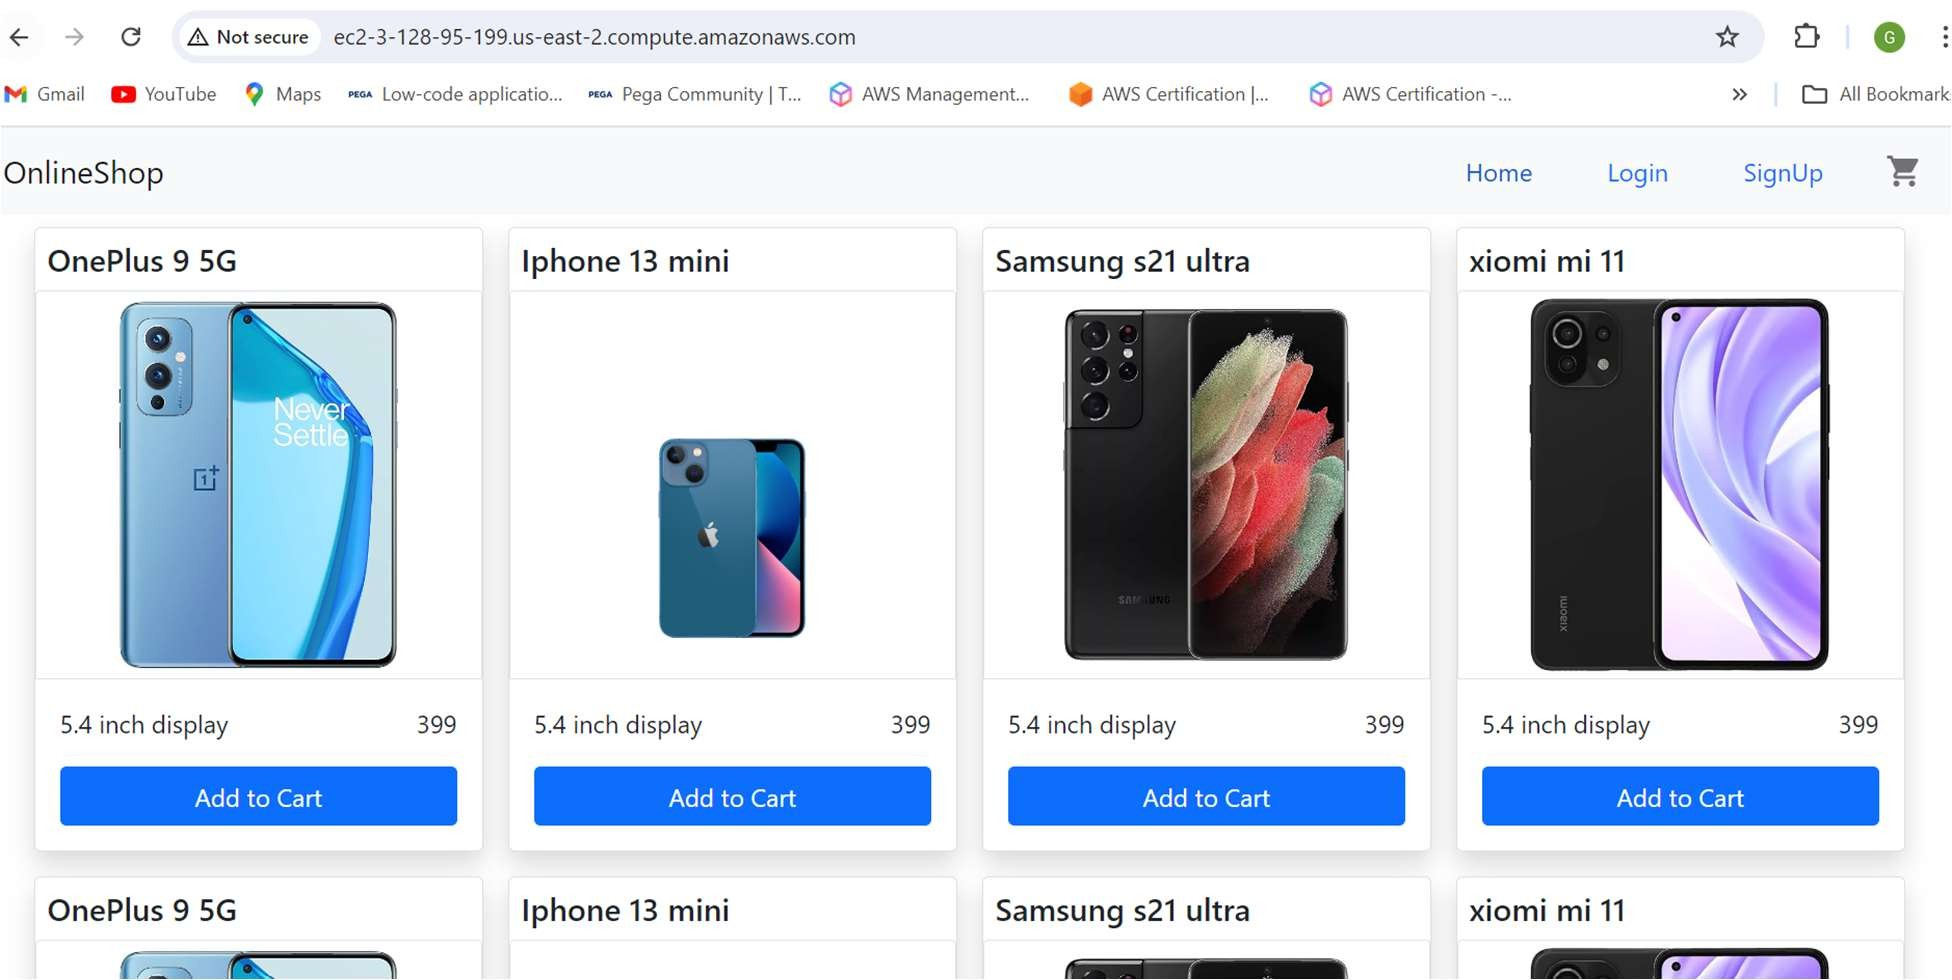 Not secure ec2-3-128-95-199.us-east-2.compute.amazonaws.com G
Gmail YouTube Maps PEGA Low-code applicatio... PEGA Pega Community | T... AWS Management... AWS Certification |... AWS Certification -... » All Bookmark
OnlineShop Home Login SignUp
OnePlus 9 5G Iphone 13 mini Samsung s21 ultra xiomi mi 11
Never
Settle
1+
SAMSUNG
xiaomi
5.4 inch display 399 5.4 inch display 399 5.4 inch display 399 5.4 inch display 399
Add to Cart Add to Cart Add to Cart Add to Cart
OnePlus 9 5G Iphone 13 mini Samsung s21 ultra xiomi mi 11